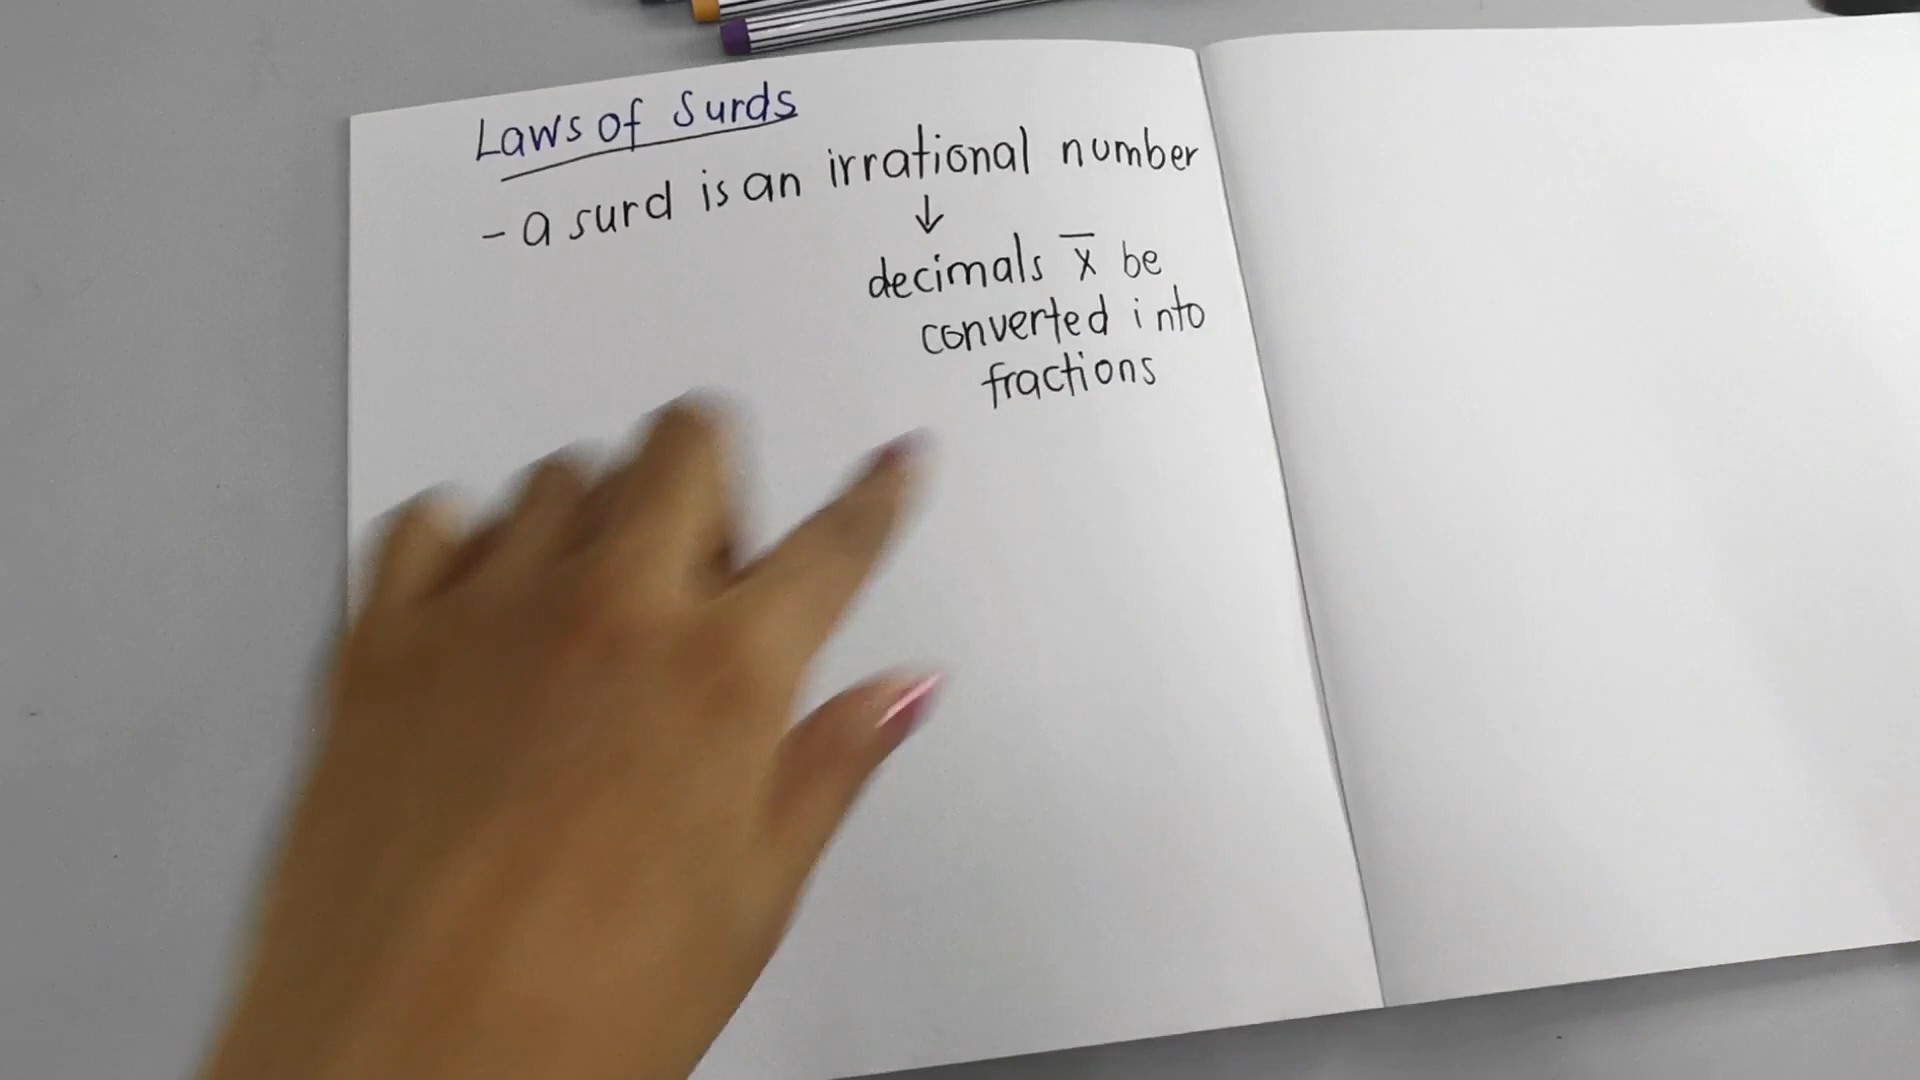 Laws of Surds
- a surd is an irrational number
↓
decimals x̅ be
converted into
fractions